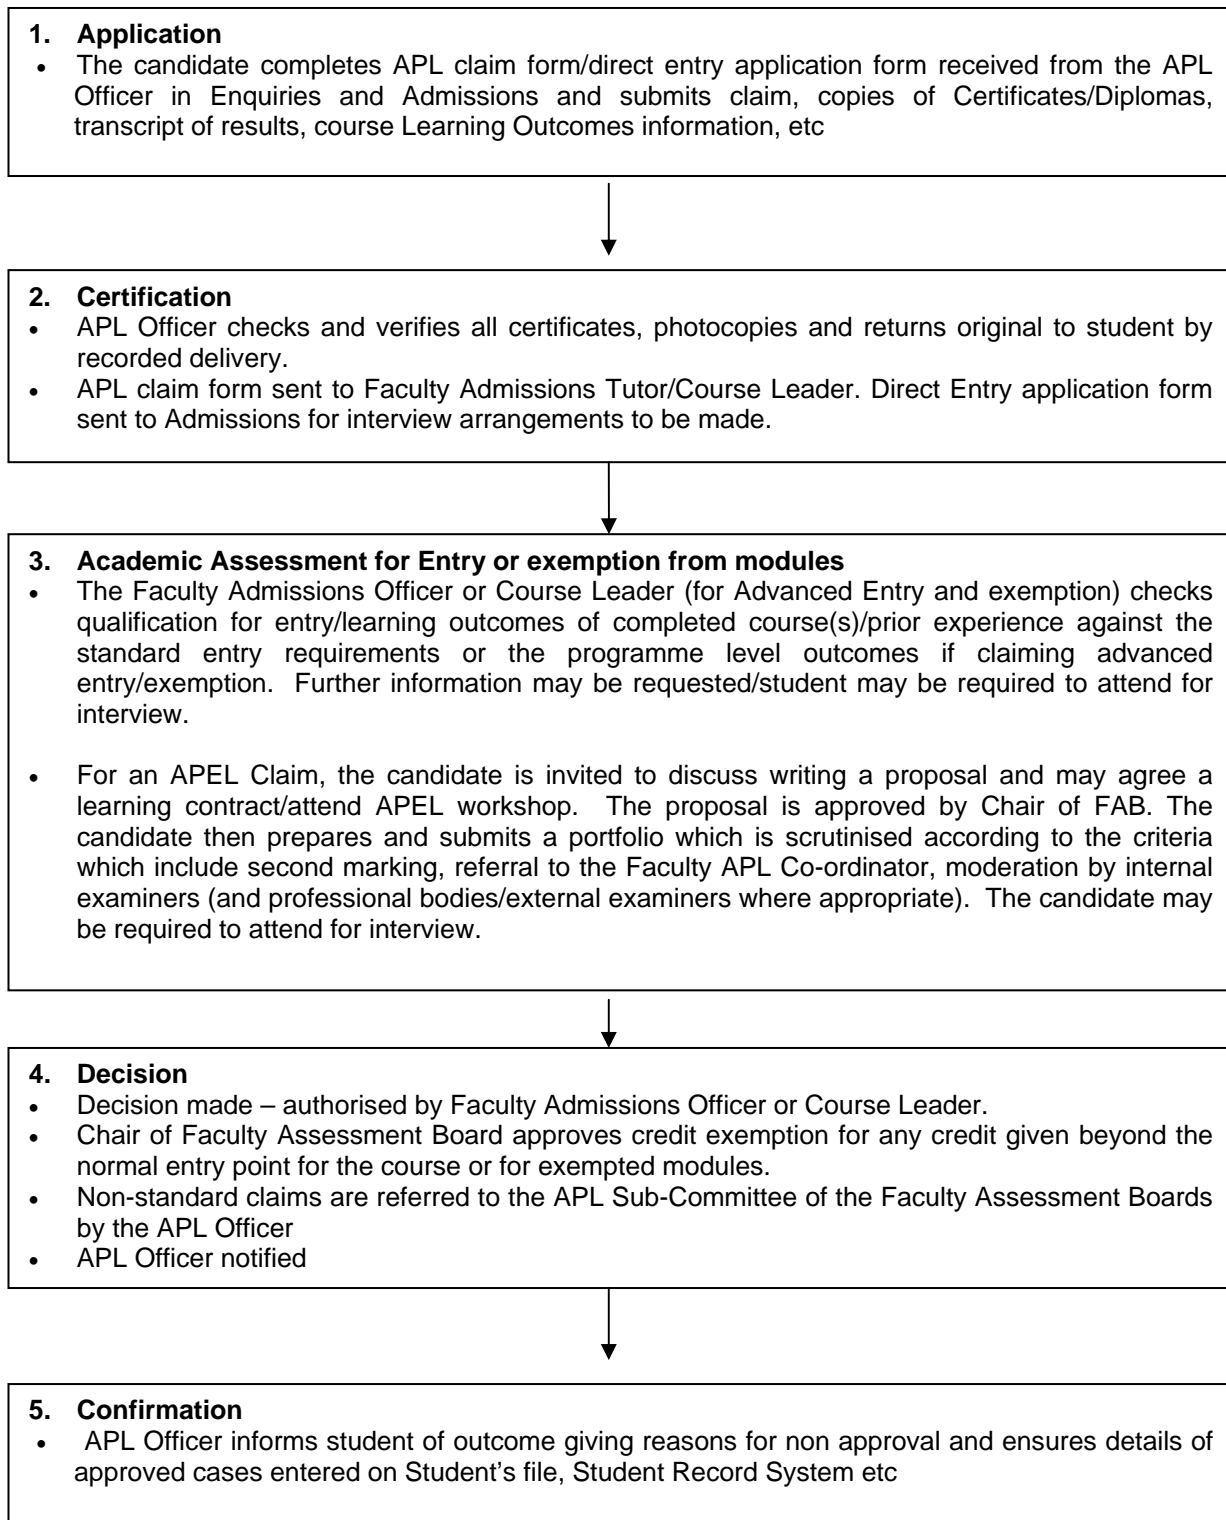 1. Application
• The candidate completes APL claim form/direct entry application form received from the APL
Officer in Enquiries and Admissions and submits claim, copies of Certificates/Diplomas,
transcript of results, course Learning Outcomes information, etc
2. Certification
• APL Officer checks and verifies all certificates, photocopies and returns original to student by
recorded delivery.
• APL claim form sent to Faculty Admissions Tutor/Course Leader. Direct Entry application form
sent to Admissions for interview arrangements to be made.
3. Academic Assessment for Entry or exemption from modules
• The Faculty Admissions Officer or Course Leader (for Advanced Entry and exemption) checks
qualification for entry/learning outcomes of completed course(s)/prior experience against the
standard entry requirements or the programme level outcomes if claiming advanced
entry/exemption. Further information may be requested/student may be required to attend for
interview.
• For an APEL Claim, the candidate is invited to discuss writing a proposal and may agree a
learning contract/attend APEL workshop. The proposal is approved by Chair of FAB. The
candidate then prepares and submits a portfolio which is scrutinised according to the criteria
which include second marking, referral to the Faculty APL Co-ordinator, moderation by internal
examiners (and professional bodies/external examiners where appropriate). The candidate may
be required to attend for interview.
4. Decision
• Decision made – authorised by Faculty Admissions Officer or Course Leader.
• Chair of Faculty Assessment Board approves credit exemption for any credit given beyond the
normal entry point for the course or for exempted modules.
• Non-standard claims are referred to the APL Sub-Committee of the Faculty Assessment Boards
by the APL Officer
• APL Officer notified
5. Confirmation
• APL Officer informs student of outcome giving reasons for non approval and ensures details of
approved cases entered on Student's file, Student Record System etc